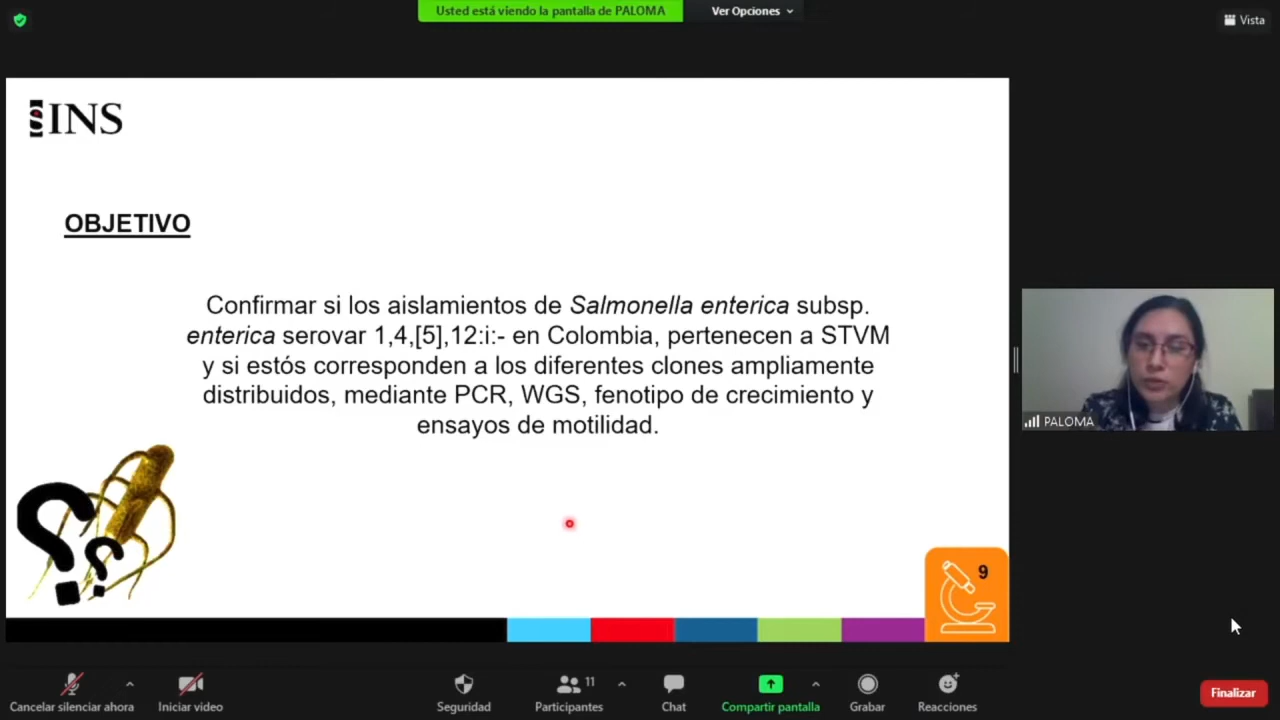 Usted está viendo la pantalla de PALOMA
Ver Opciones
Vista
INS
OBJETIVO
Confirmar si los aislamientos de Salmonella enterica subsp.
enterica serovar 1,4,[5],12:i:- en Colombia, pertenecen a STVM
y si estós corresponden a los diferentes clones ampliamente
distribuidos, mediante PCR, WGS, fenotipo de crecimiento y
ensayos de motilidad.
PALOMA
9
Cancelar silenciar ahora
Iniciar video
Seguridad
11
Participantes
Chat
Compartir pantalla
Grabar
Reacciones
Finalizar